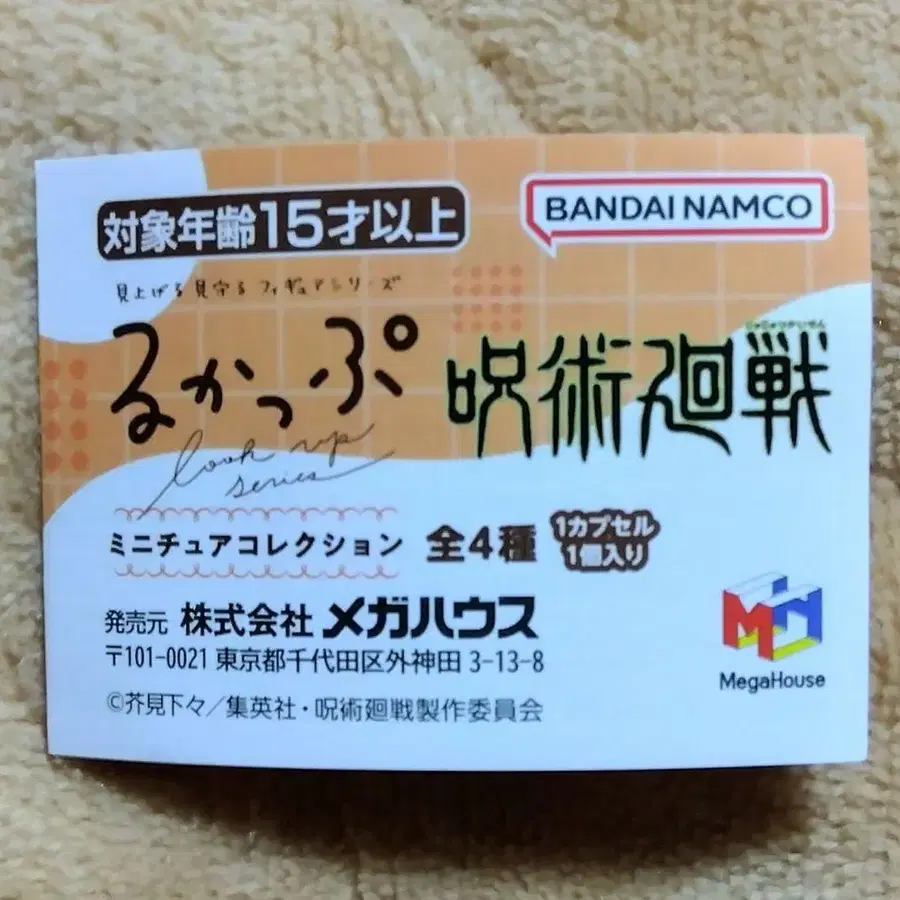 対象年齢15才以上
BANDAI NAMCO
見上げる見守るフィギュアシリーズ
るかっぷ
look up
series
じゅじゅつかいせん
呪術廻戦
ミニチュアコレクション
全4種
1カプセル
1個入り
発売元 株式会社 メガハウス
〒101-0021 東京都千代田区外神田 3-13-8
MegaHouse
©芥見下々／集英社・呪術廻戦製作委員会